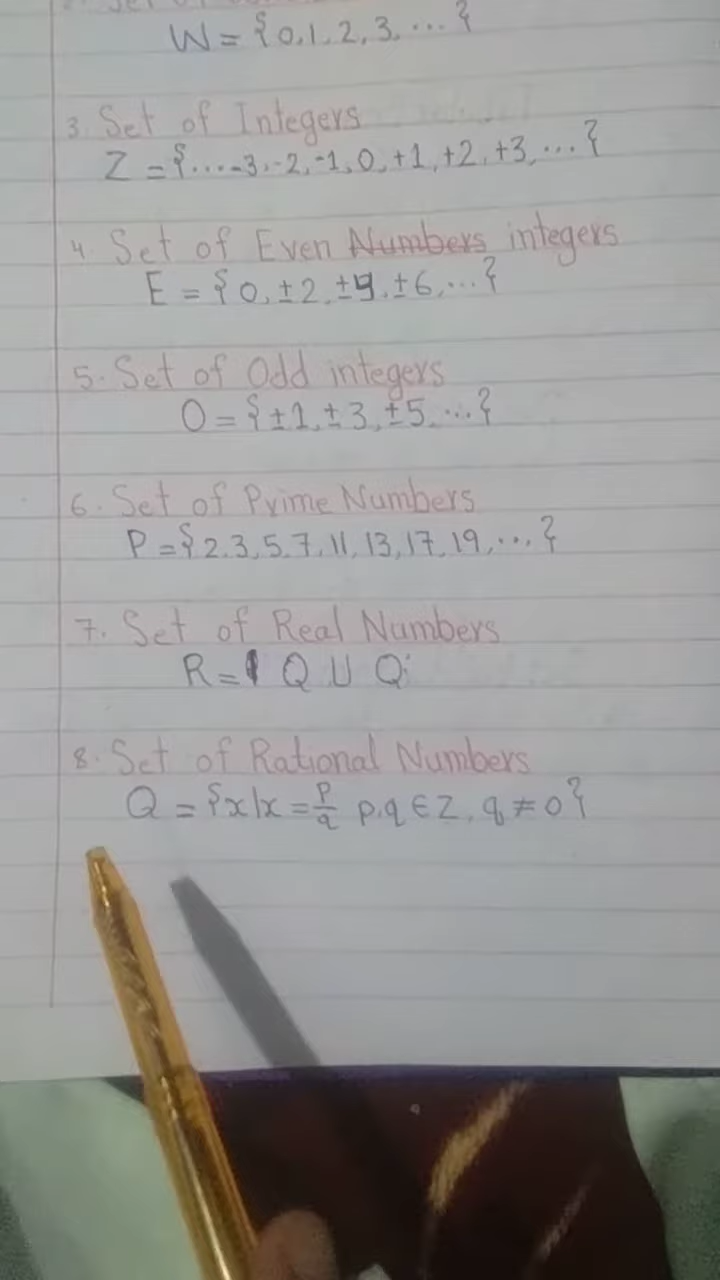 W = {0, 1, 2, 3, ... }
3. Set of Integers
Z = {... -3, -2, -1, 0, +1, +2, +3, ... }
4. Set of Even Numbers integers
E = {0, ±2, ±4, ±6, ... }
5. Set of Odd integers
O = {±1, ±3, ±5, ... }
6. Set of Prime Numbers
P = {2, 3, 5, 7, 11, 13, 17, 19, ... }
7. Set of Real Numbers
R = Q U Q'
8. Set of Rational Numbers
Q = {x/x = p/q p,q ∈ Z, q ≠ 0}